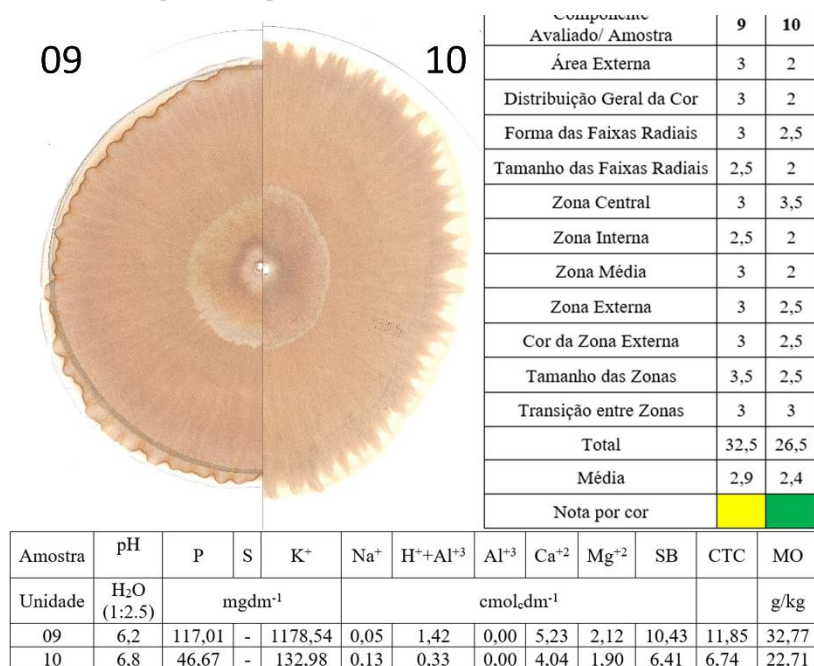 09
10
Componente
Avaliado/ Amostra 9 10
Área Externa 3 2
Distribuição Geral da Cor 3 2
Forma das Faixas Radiais 3 2,5
Tamanho das Faixas Radiais 2,5 2
Zona Central 3 3,5
Zona Interna 2,5 2
Zona Média 3 2
Zona Externa 3 2,5
Cor da Zona Externa 3 2,5
Tamanho das Zonas 3,5 2,5
Transição entre Zonas 3 3
Total 32,5 26,5
Média 2,9 2,4
Nota por cor
Amostra pH P S K⁺ Na⁺ H⁺+Al⁺³ Al⁺³ Ca⁺² Mg⁺² SB CTC MO
Unidade H₂O (1:2.5) mgdm⁻¹ cmol꜀dm⁻¹ g/kg
09 6,2 117,01 - 1178,54 0,05 1,42 0,00 5,23 2,12 10,43 11,85 32,77
10 6,8 46,67 - 132,98 0,13 0,33 0,00 4,04 1,90 6,41 6,74 22,71